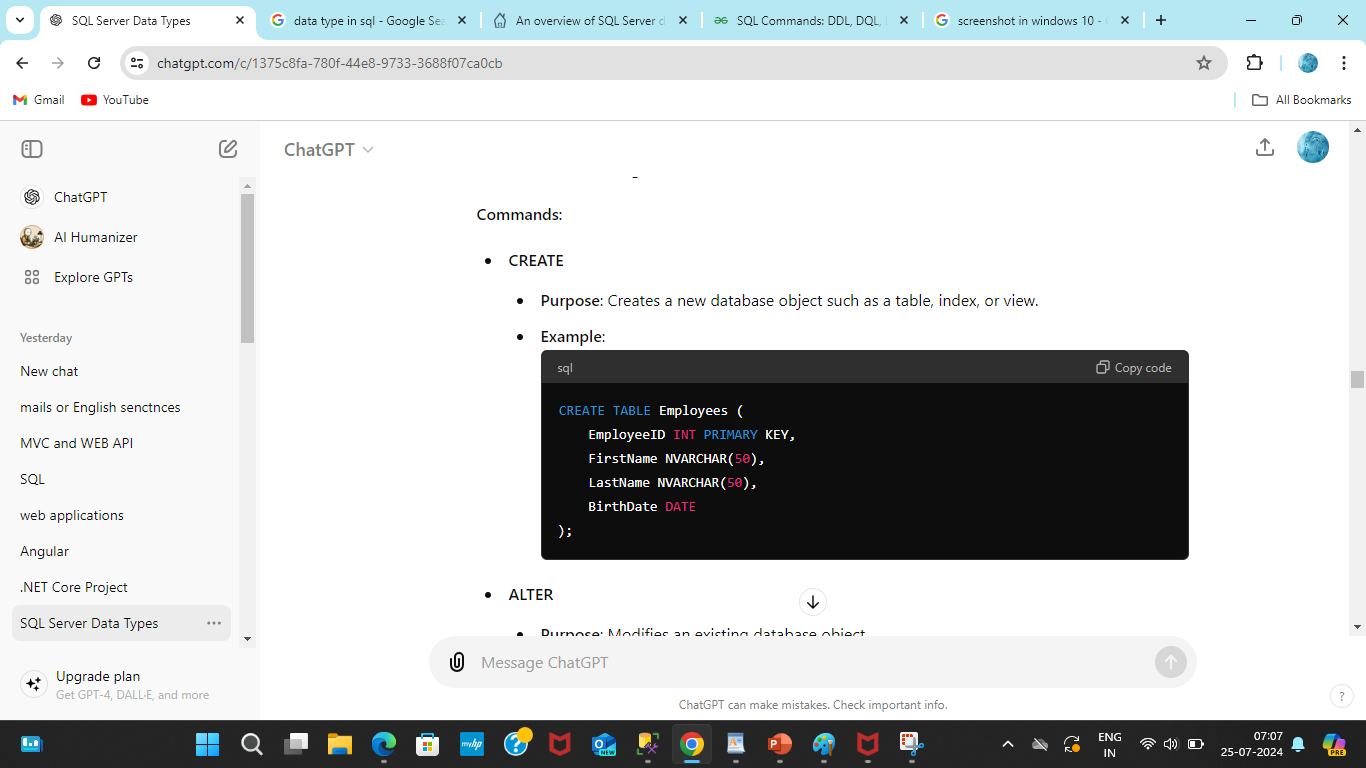 SQL Server Data Types
data type in sql - Google Sea
An overview of SQL Server d
SQL Commands: DDL, DQL,
screenshot in windows 10 -
chatgpt.com/c/1375c8fa-780f-44e8-9733-3688f07ca0cb
Gmail
YouTube
All Bookmarks
ChatGPT
ChatGPT
AI Humanizer
Explore GPTs
Yesterday
New chat
mails or English senctnces
MVC and WEB API
SQL
web applications
Angular
.NET Core Project
SQL Server Data Types
Upgrade plan
Get GPT-4, DALL·E, and more
Commands:
CREATE
Purpose: Creates a new database object such as a table, index, or view.
Example:
sql
Copy code
CREATE TABLE Employees (
EmployeeID INT PRIMARY KEY,
FirstName NVARCHAR(50),
LastName NVARCHAR(50),
BirthDate DATE
);
ALTER
Purpose: Modifies an existing database object
Message ChatGPT
ChatGPT can make mistakes. Check important info.
?
myhp
NEW
ENG
IN
07:07
25-07-2024
PRE